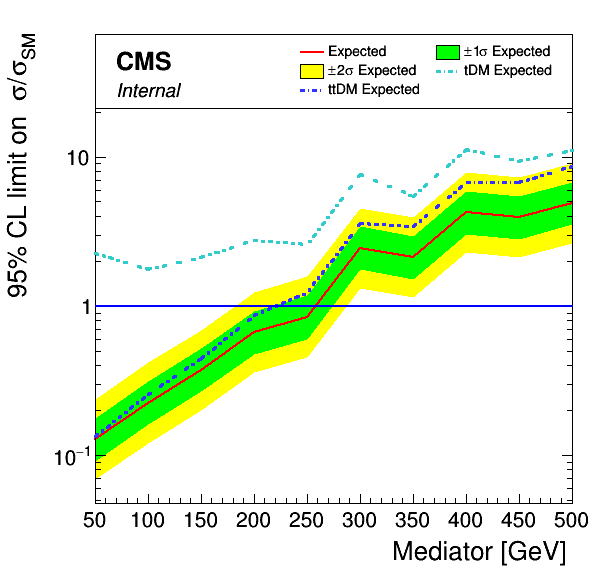 CMS
Internal
Expected
±1σ Expected
±2σ Expected
tDM Expected
ttDM Expected
95% CL limit on σ/σSM
10
1
10⁻¹
50 100 150 200 250 300 350 400 450 500
Mediator [GeV]